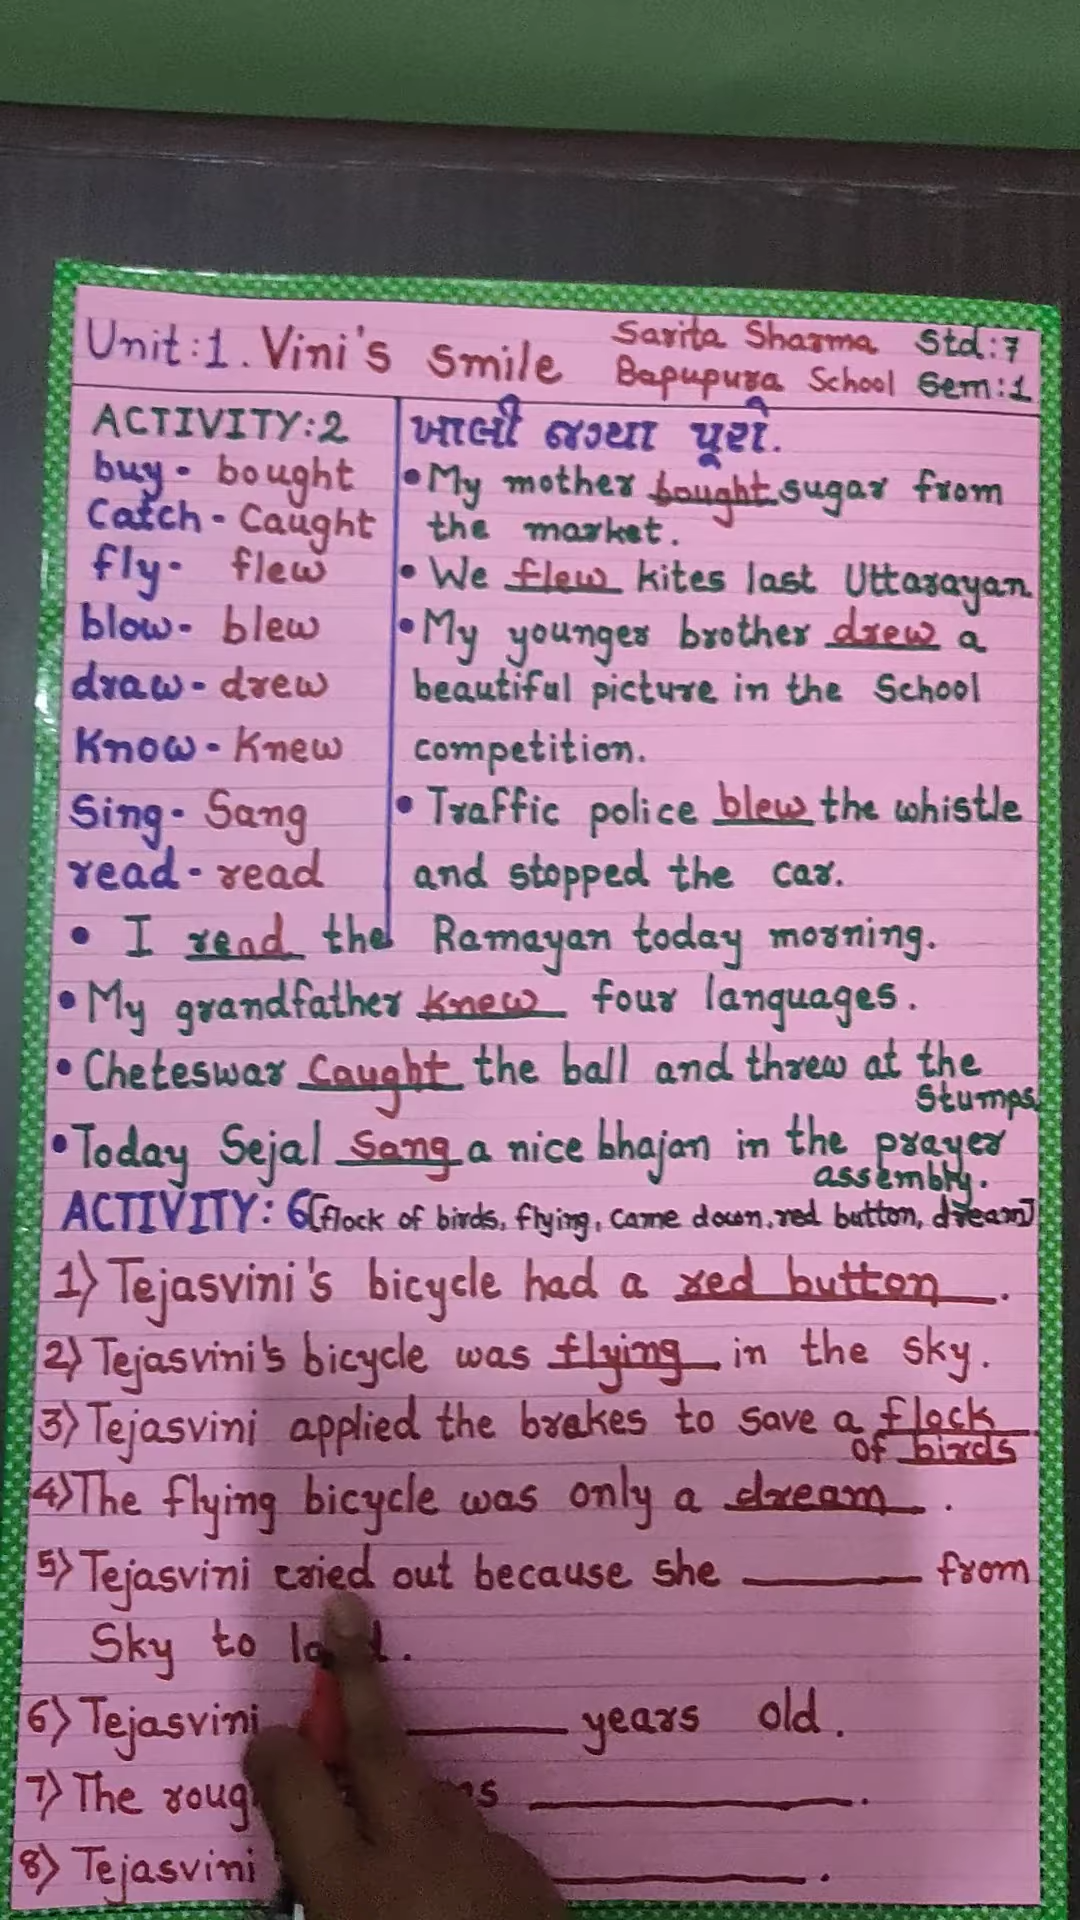 Unit:1. Vini's Smile
Sarita Sharma Std:7
Bapupura School Sem:1
ACTIVITY:2
buy - bought
Catch - Caught
fly - flew
blow - blew
draw - drew
Know - Knew
Sing - Sang
read - read
ખાલી જગ્યા પૂરો.
• My mother bought sugar from
the market.
• We flew kites last Uttarayan
• My younger brother drew a
beautiful picture in the School
competition.
• Traffic police blew the whistle
and stopped the car.
• I read the Ramayan today morning.
• My grandfather Knew four languages.
• Cheteswar Caught the ball and threw at the
Stumps.
• Today Sejal Sang a nice bhajan in the prayer
assembly.
ACTIVITY: 6 [flock of birds, flying, came down, red button, dream]
1) Tejasvini's bicycle had a red button.
2) Tejasvini's bicycle was flying in the sky.
3) Tejasvini applied the brakes to save a flock
of birds
4) The flying bicycle was only a dream.
5) Tejasvini cried out because she ______ from
Sky to .
6) Tejasvini ______ years old.
7) The ______.
8) Tejasvini ______.